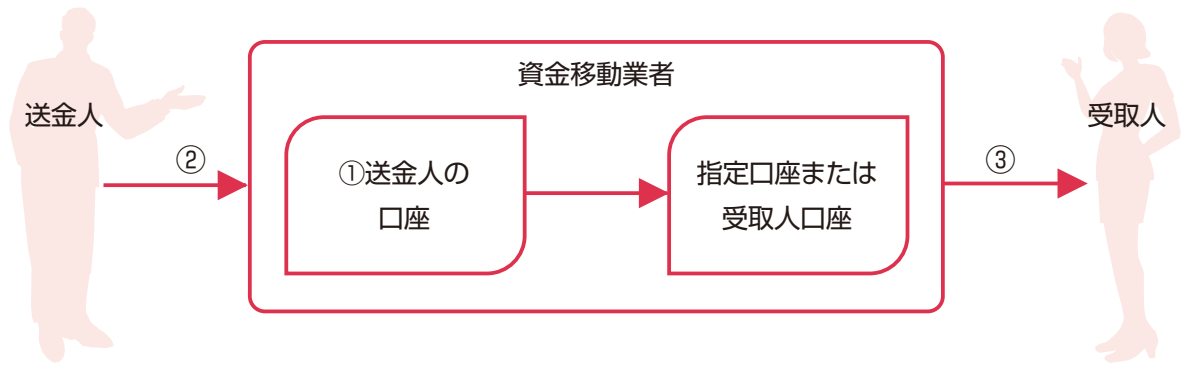 資金移動業者
送金人
受取人
②
①送金人の
口座
指定口座または
受取人口座
③